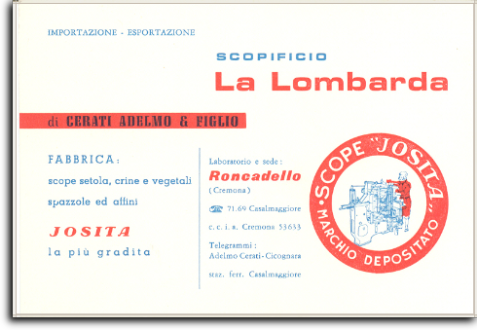 IMPORTAZIONE - ESPORTAZIONE
SCOPIFICIO
La Lombarda
di CERATI ADELMO & FIGLIO
FABBRICA:
scope setola, crine e vegetali
spazzole ed affini
JOSITA
la più gradita
Laboratorio e sede:
Roncadello
(Cremona)
☎ 71.69 Casalmaggiore
c. c. i. a. Cremona 53633
Telegrammi:
Adelmo Cerati-Cicognara
staz. ferr. Casalmaggiore
SCOPE "JOSITA"
MARCHIO DEPOSITATO